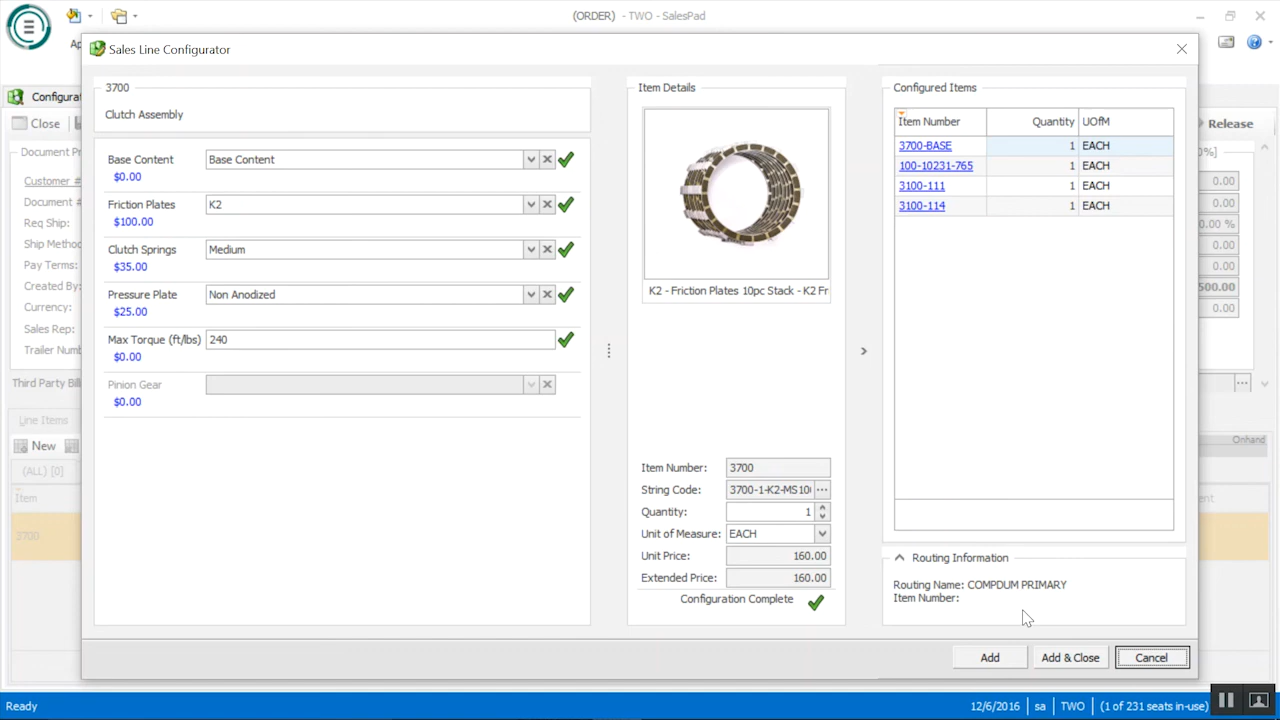 (ORDER) - TWO - SalesPad
Sales Line Configurator
Configurat
Close
Release
Document Pr
Customer #
Document #
Req Ship:
Ship Metho
Pay Terms:
Created By:
Currency:
Sales Rep:
Trailer Numb
Third Party Bill
Line Items
New
(ALL) [0]
Item
3700
3700
Clutch Assembly
Base Content
Base Content
$0.00
Friction Plates
K2
$100.00
Clutch Springs
Medium
$35.00
Pressure Plate
Non Anodized
$25.00
Max Torque (ft/lbs)
240
$0.00
Pinion Gear
$0.00
Item Details
K2 - Friction Plates 10pc Stack - K2 Fr
Item Number: 3700
String Code: 3700-1-K2-MS10
Quantity: 1
Unit of Measure: EACH
Unit Price: 160.00
Extended Price: 160.00
Configuration Complete
Configured Items
Item Number Quantity UOfM
3700-BASE 1 EACH
100-10231-765 1 EACH
3100-111 1 EACH
3100-114 1 EACH
Routing Information
Routing Name: COMPDUM PRIMARY
Item Number:
Add
Add & Close
Cancel
0.00
0.00
0.00 %
0.00
0.00
500.00
0.00
Onhand
Ready
12/6/2016
sa
TWO
(1 of 231 seats in-use)